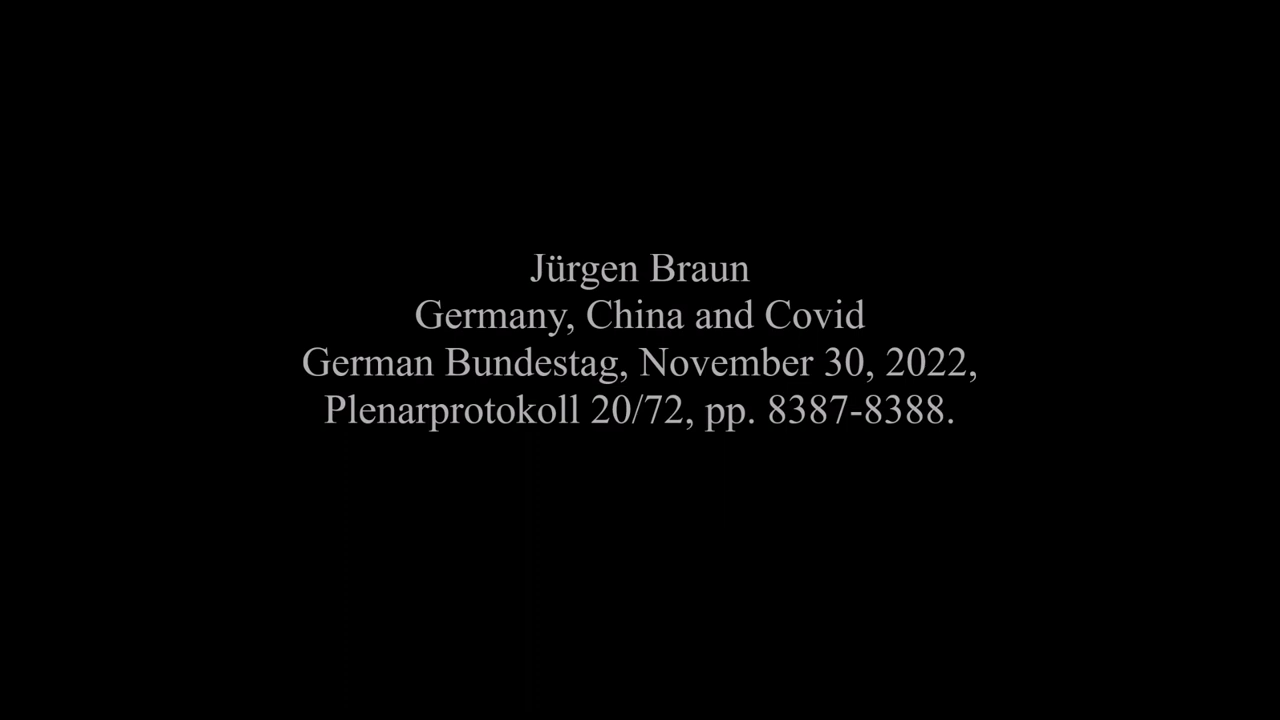 Jürgen Braun
Germany, China and Covid
German Bundestag, November 30, 2022,
Plenarprotokoll 20/72, pp. 8387-8388.